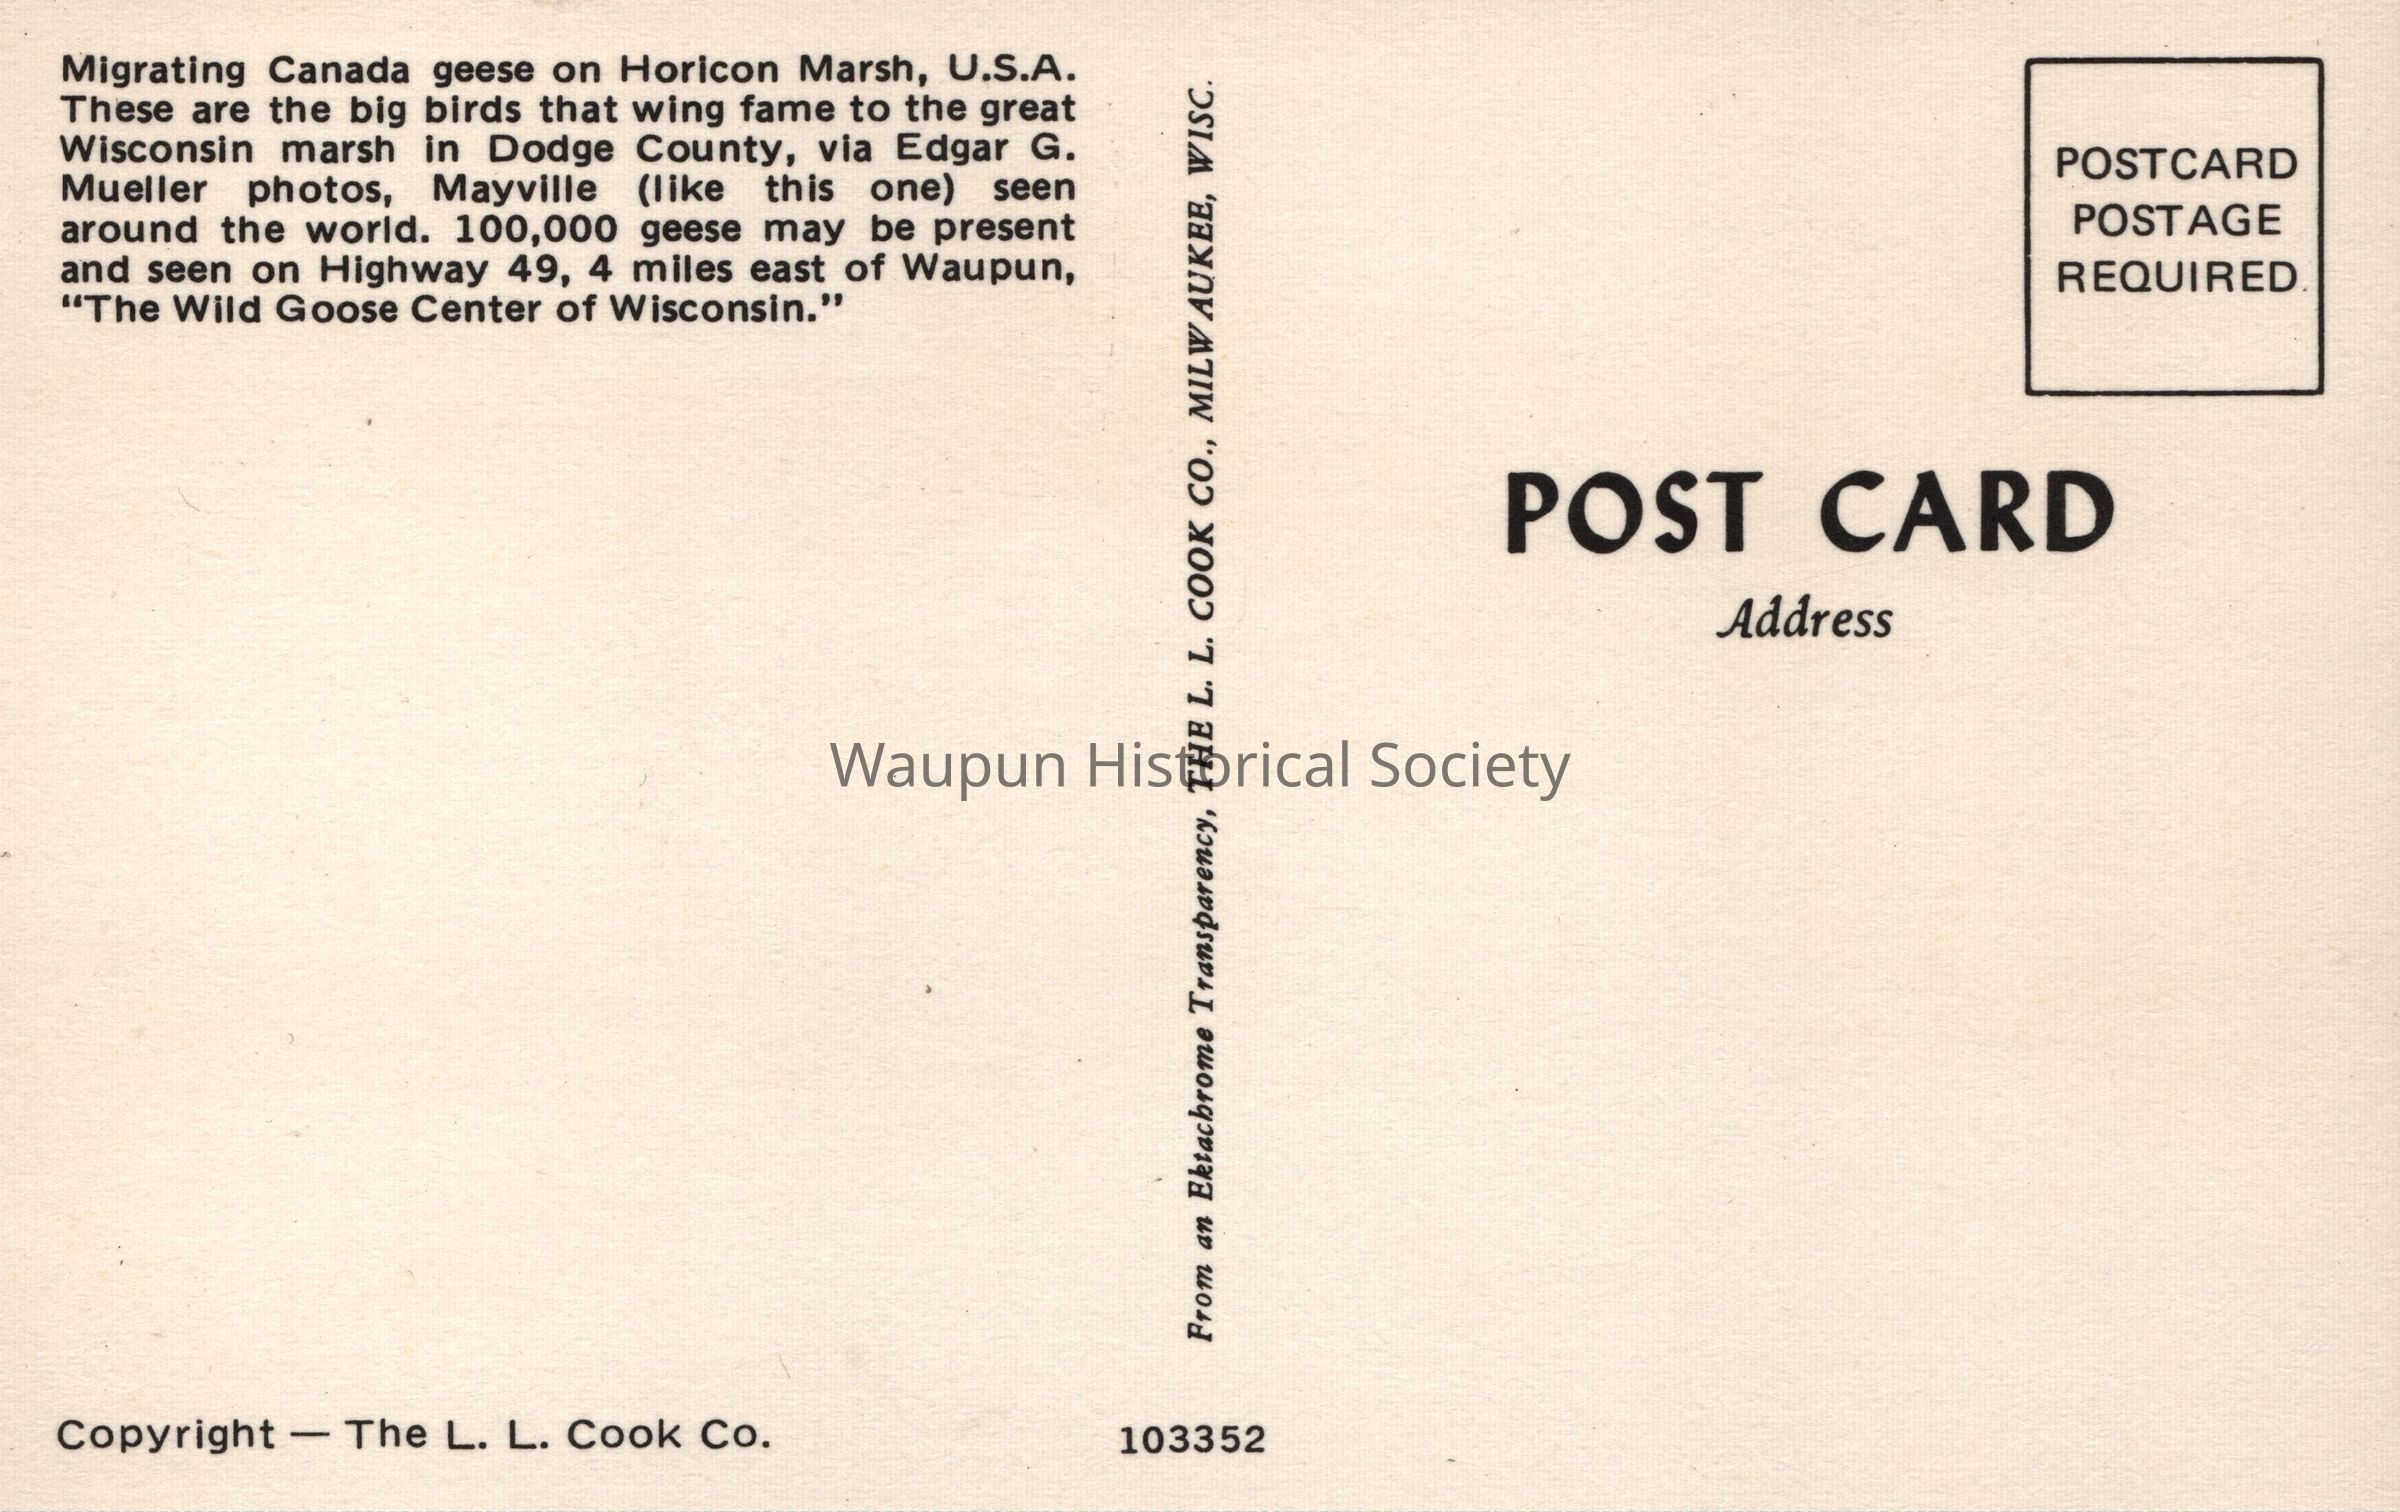 Migrating Canada geese on Horicon Marsh, U.S.A.
These are the big birds that wing fame to the great
Wisconsin marsh in Dodge County, via Edgar G.
Mueller photos, Mayville (like this one) seen
around the world. 100,000 geese may be present
and seen on Highway 49, 4 miles east of Waupun,
“The Wild Goose Center of Wisconsin.”
Copyright — The L. L. Cook Co.
From an Ektachrome Transparency, THE L. L. COOK CO., MILWAUKEE, WISC.
103352
POSTCARD
POSTAGE
REQUIRED.
POST CARD
Address
Waupun Historical Society